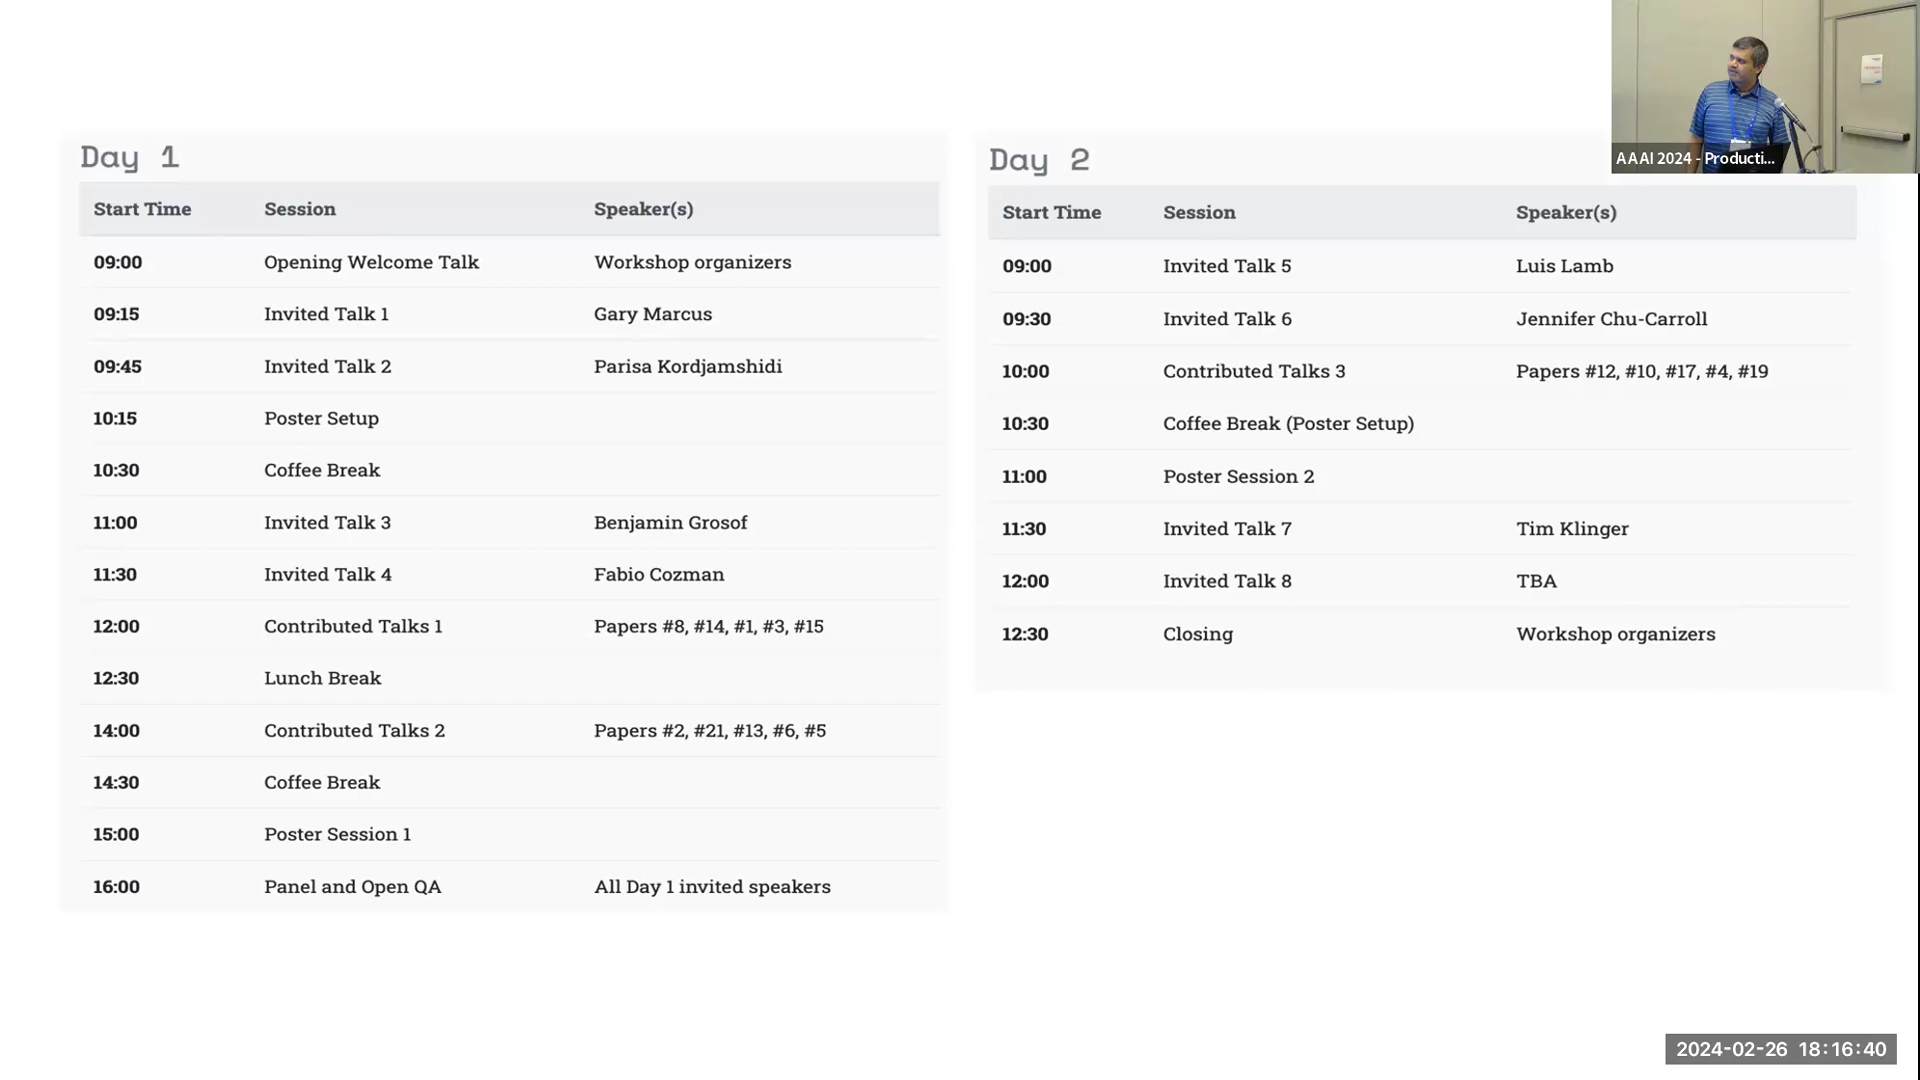 Day 1
Start Time Session Speaker(s)
09:00 Opening Welcome Talk Workshop organizers
09:15 Invited Talk 1 Gary Marcus
09:45 Invited Talk 2 Parisa Kordjamshidi
10:15 Poster Setup
10:30 Coffee Break
11:00 Invited Talk 3 Benjamin Grosof
11:30 Invited Talk 4 Fabio Cozman
12:00 Contributed Talks 1 Papers #8, #14, #1, #3, #15
12:30 Lunch Break
14:00 Contributed Talks 2 Papers #2, #21, #13, #6, #5
14:30 Coffee Break
15:00 Poster Session 1
16:00 Panel and Open QA All Day 1 invited speakers
Day 2
Start Time Session Speaker(s)
09:00 Invited Talk 5 Luis Lamb
09:30 Invited Talk 6 Jennifer Chu-Carroll
10:00 Contributed Talks 3 Papers #12, #10, #17, #4, #19
10:30 Coffee Break (Poster Setup)
11:00 Poster Session 2
11:30 Invited Talk 7 Tim Klinger
12:00 Invited Talk 8 TBA
12:30 Closing Workshop organizers
AAAI 2024 - Producti...
2024-02-26 18:16:40